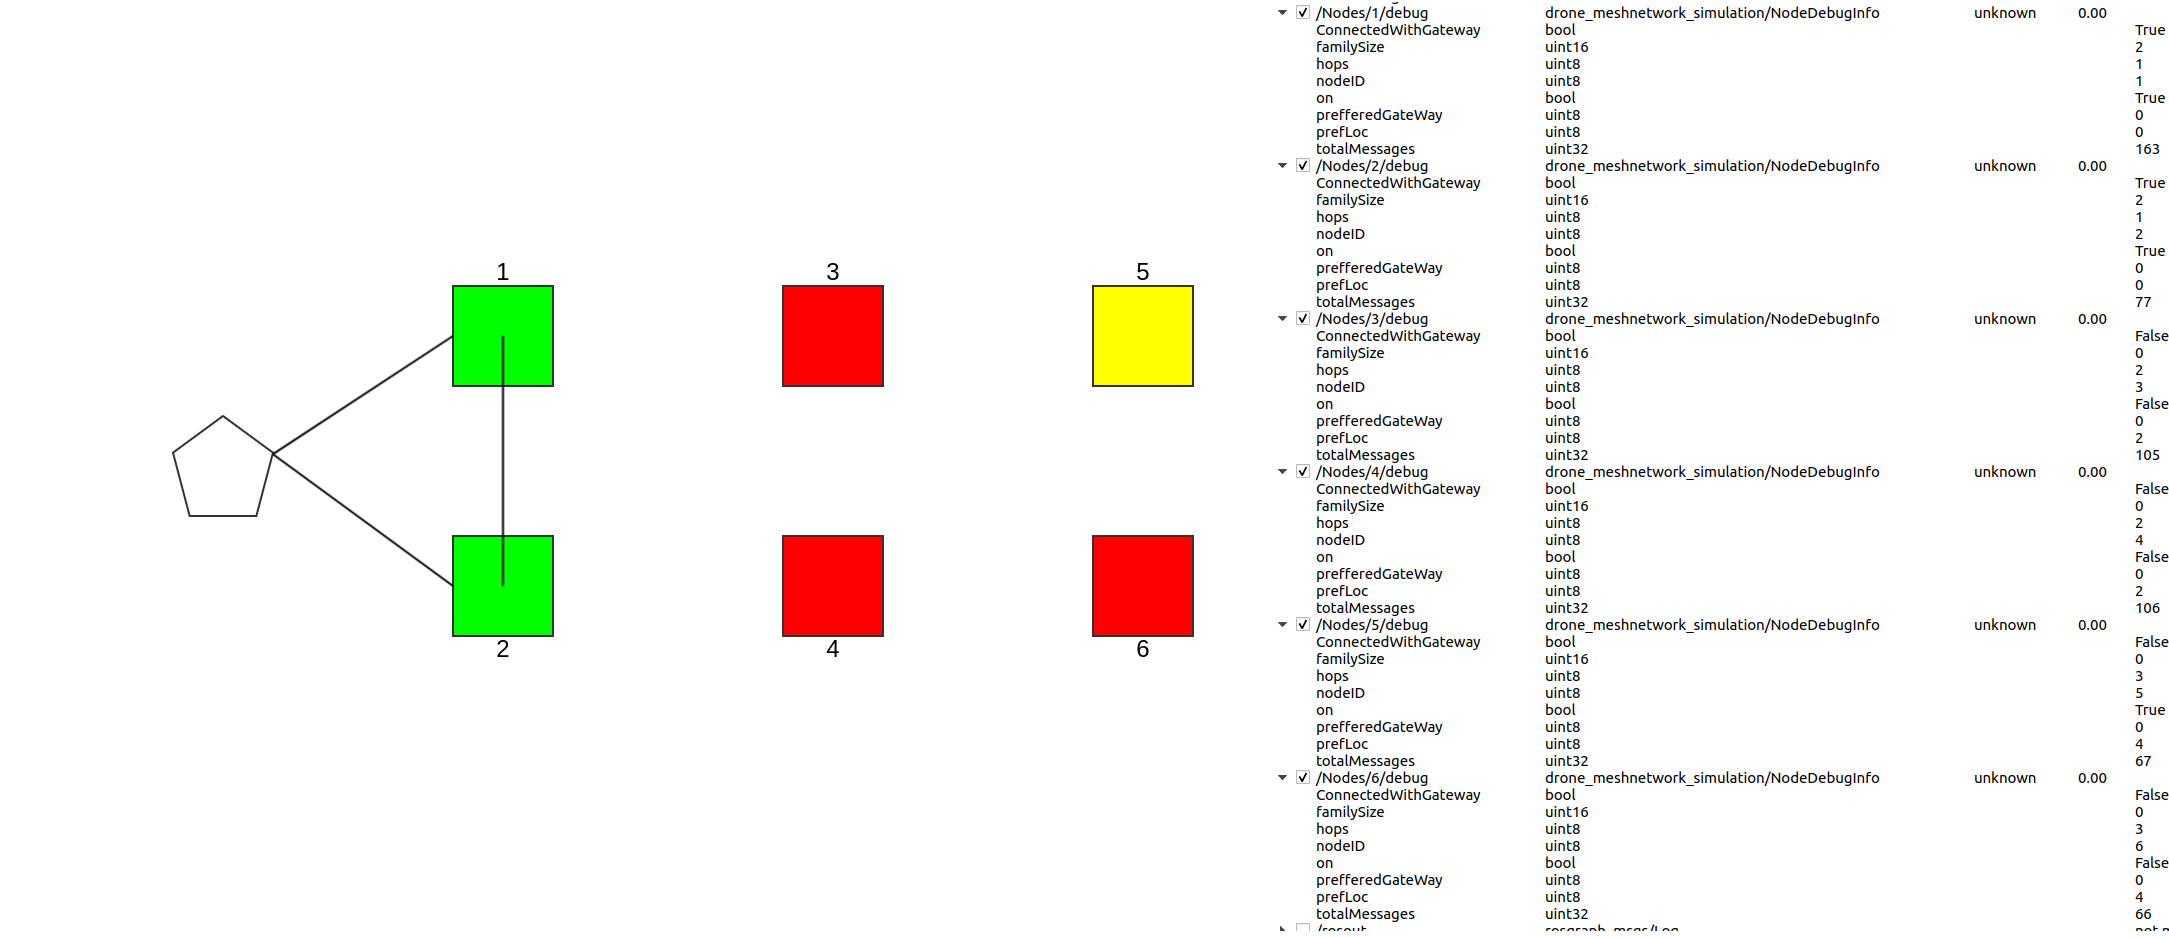 1
3
5
2
4
6
/Nodes/1/debug drone_meshnetwork_simulation/NodeDebugInfo unknown 0.00
ConnectedWithGateway bool True
familySize uint16 2
hops uint8 1
nodeID uint8 1
on bool True
prefferedGateWay uint8 0
prefLoc uint8 0
totalMessages uint32 163
/Nodes/2/debug drone_meshnetwork_simulation/NodeDebugInfo unknown 0.00
ConnectedWithGateway bool True
familySize uint16 2
hops uint8 1
nodeID uint8 2
on bool True
prefferedGateWay uint8 0
prefLoc uint8 0
totalMessages uint32 77
/Nodes/3/debug drone_meshnetwork_simulation/NodeDebugInfo unknown 0.00
ConnectedWithGateway bool False
familySize uint16 0
hops uint8 2
nodeID uint8 3
on bool False
prefferedGateWay uint8 0
prefLoc uint8 2
totalMessages uint32 105
/Nodes/4/debug drone_meshnetwork_simulation/NodeDebugInfo unknown 0.00
ConnectedWithGateway bool False
familySize uint16 0
hops uint8 2
nodeID uint8 4
on bool False
prefferedGateWay uint8 0
prefLoc uint8 2
totalMessages uint32 106
/Nodes/5/debug drone_meshnetwork_simulation/NodeDebugInfo unknown 0.00
ConnectedWithGateway bool False
familySize uint16 0
hops uint8 3
nodeID uint8 5
on bool True
prefferedGateWay uint8 0
prefLoc uint8 4
totalMessages uint32 67
/Nodes/6/debug drone_meshnetwork_simulation/NodeDebugInfo unknown 0.00
ConnectedWithGateway bool False
familySize uint16 0
hops uint8 3
nodeID uint8 6
on bool False
prefferedGateWay uint8 0
prefLoc uint8 4
totalMessages uint32 66
/rosout rosgraph_msgs/Log not